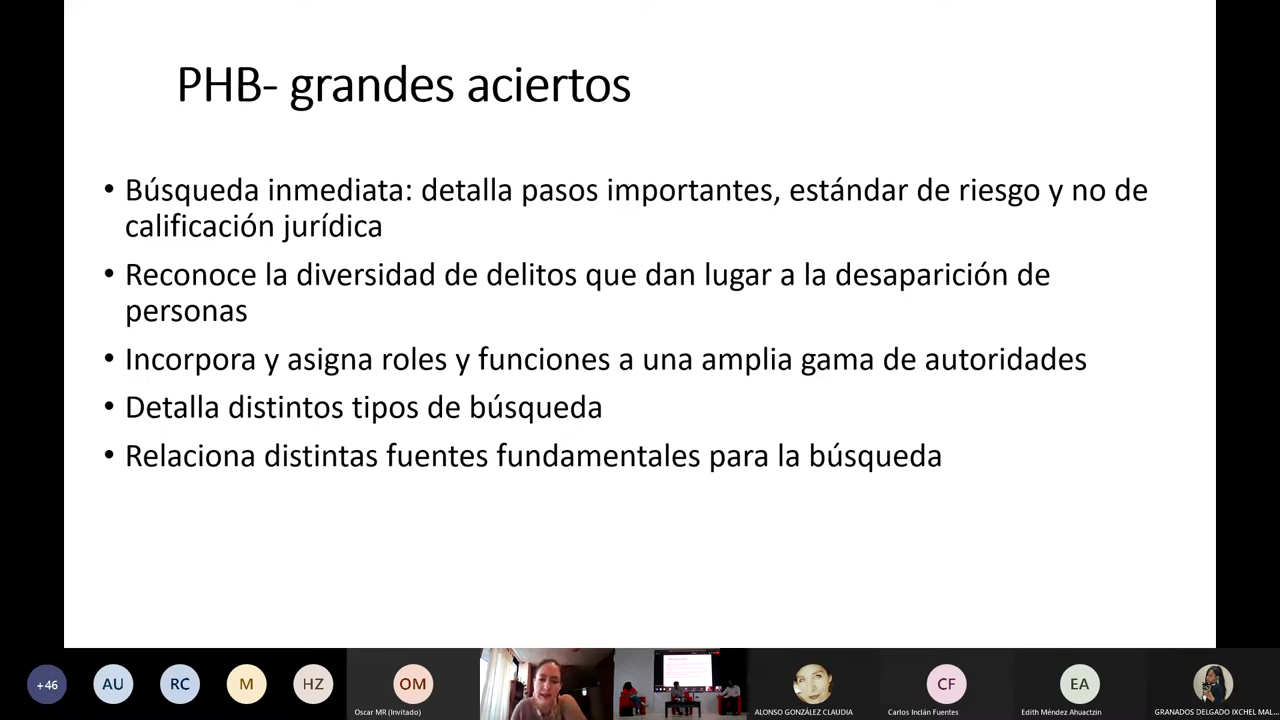 PHB- grandes aciertos
• Búsqueda inmediata: detalla pasos importantes, estándar de riesgo y no de
calificación jurídica
• Reconoce la diversidad de delitos que dan lugar a la desaparición de
personas
• Incorpora y asigna roles y funciones a una amplia gama de autoridades
• Detalla distintos tipos de búsqueda
• Relaciona distintas fuentes fundamentales para la búsqueda
+46
AU
RC
M
HZ
OM
CF
EA
Oscar MR (Invitado)
ALONSO GONZÁLEZ CLAUDIA
Carlos Inclán Fuentes
Edith Méndez Ahuactzin
GRANADOS DELGADO IXCHEL MAL...